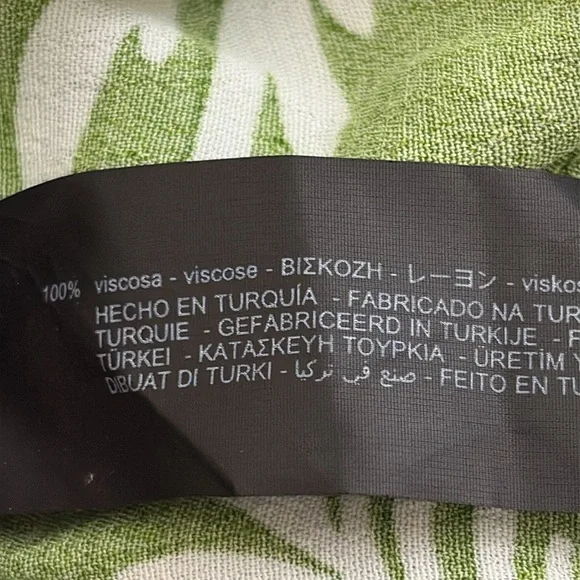 100% viscosa - viscose - ΒΙΣΚΟΖΗ - レーヨン - viskos
HECHO EN TURQUÍA - FABRICADO NA TUR
TURQUIE - GEFABRICEERD IN TURKIJE - F
TÜRKEI - ΚΑΤΑΣΚΕΥΗ ΤΟΥΡΚΙΑ - ÜRETİM Y
DIBUAT DI TURKI - صنع في تركيا - FEITO EN TU